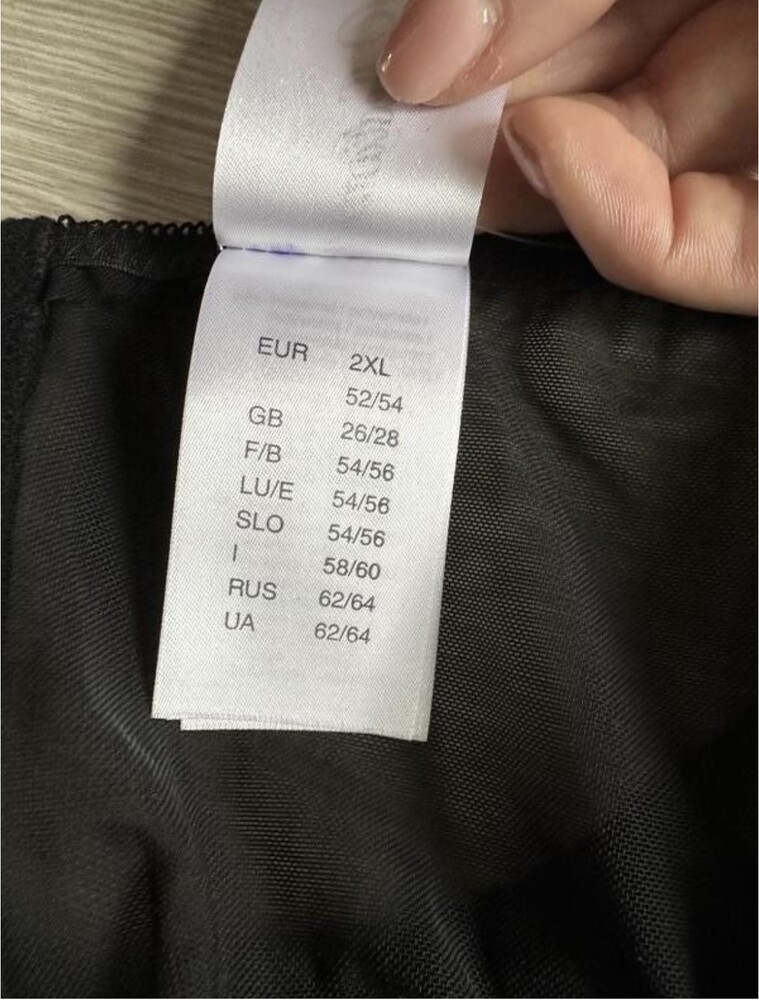 EUR 2XL
52/54
GB 26/28
F/B 54/56
LU/E 54/56
SLO 54/56
I 58/60
RUS 62/64
UA 62/64